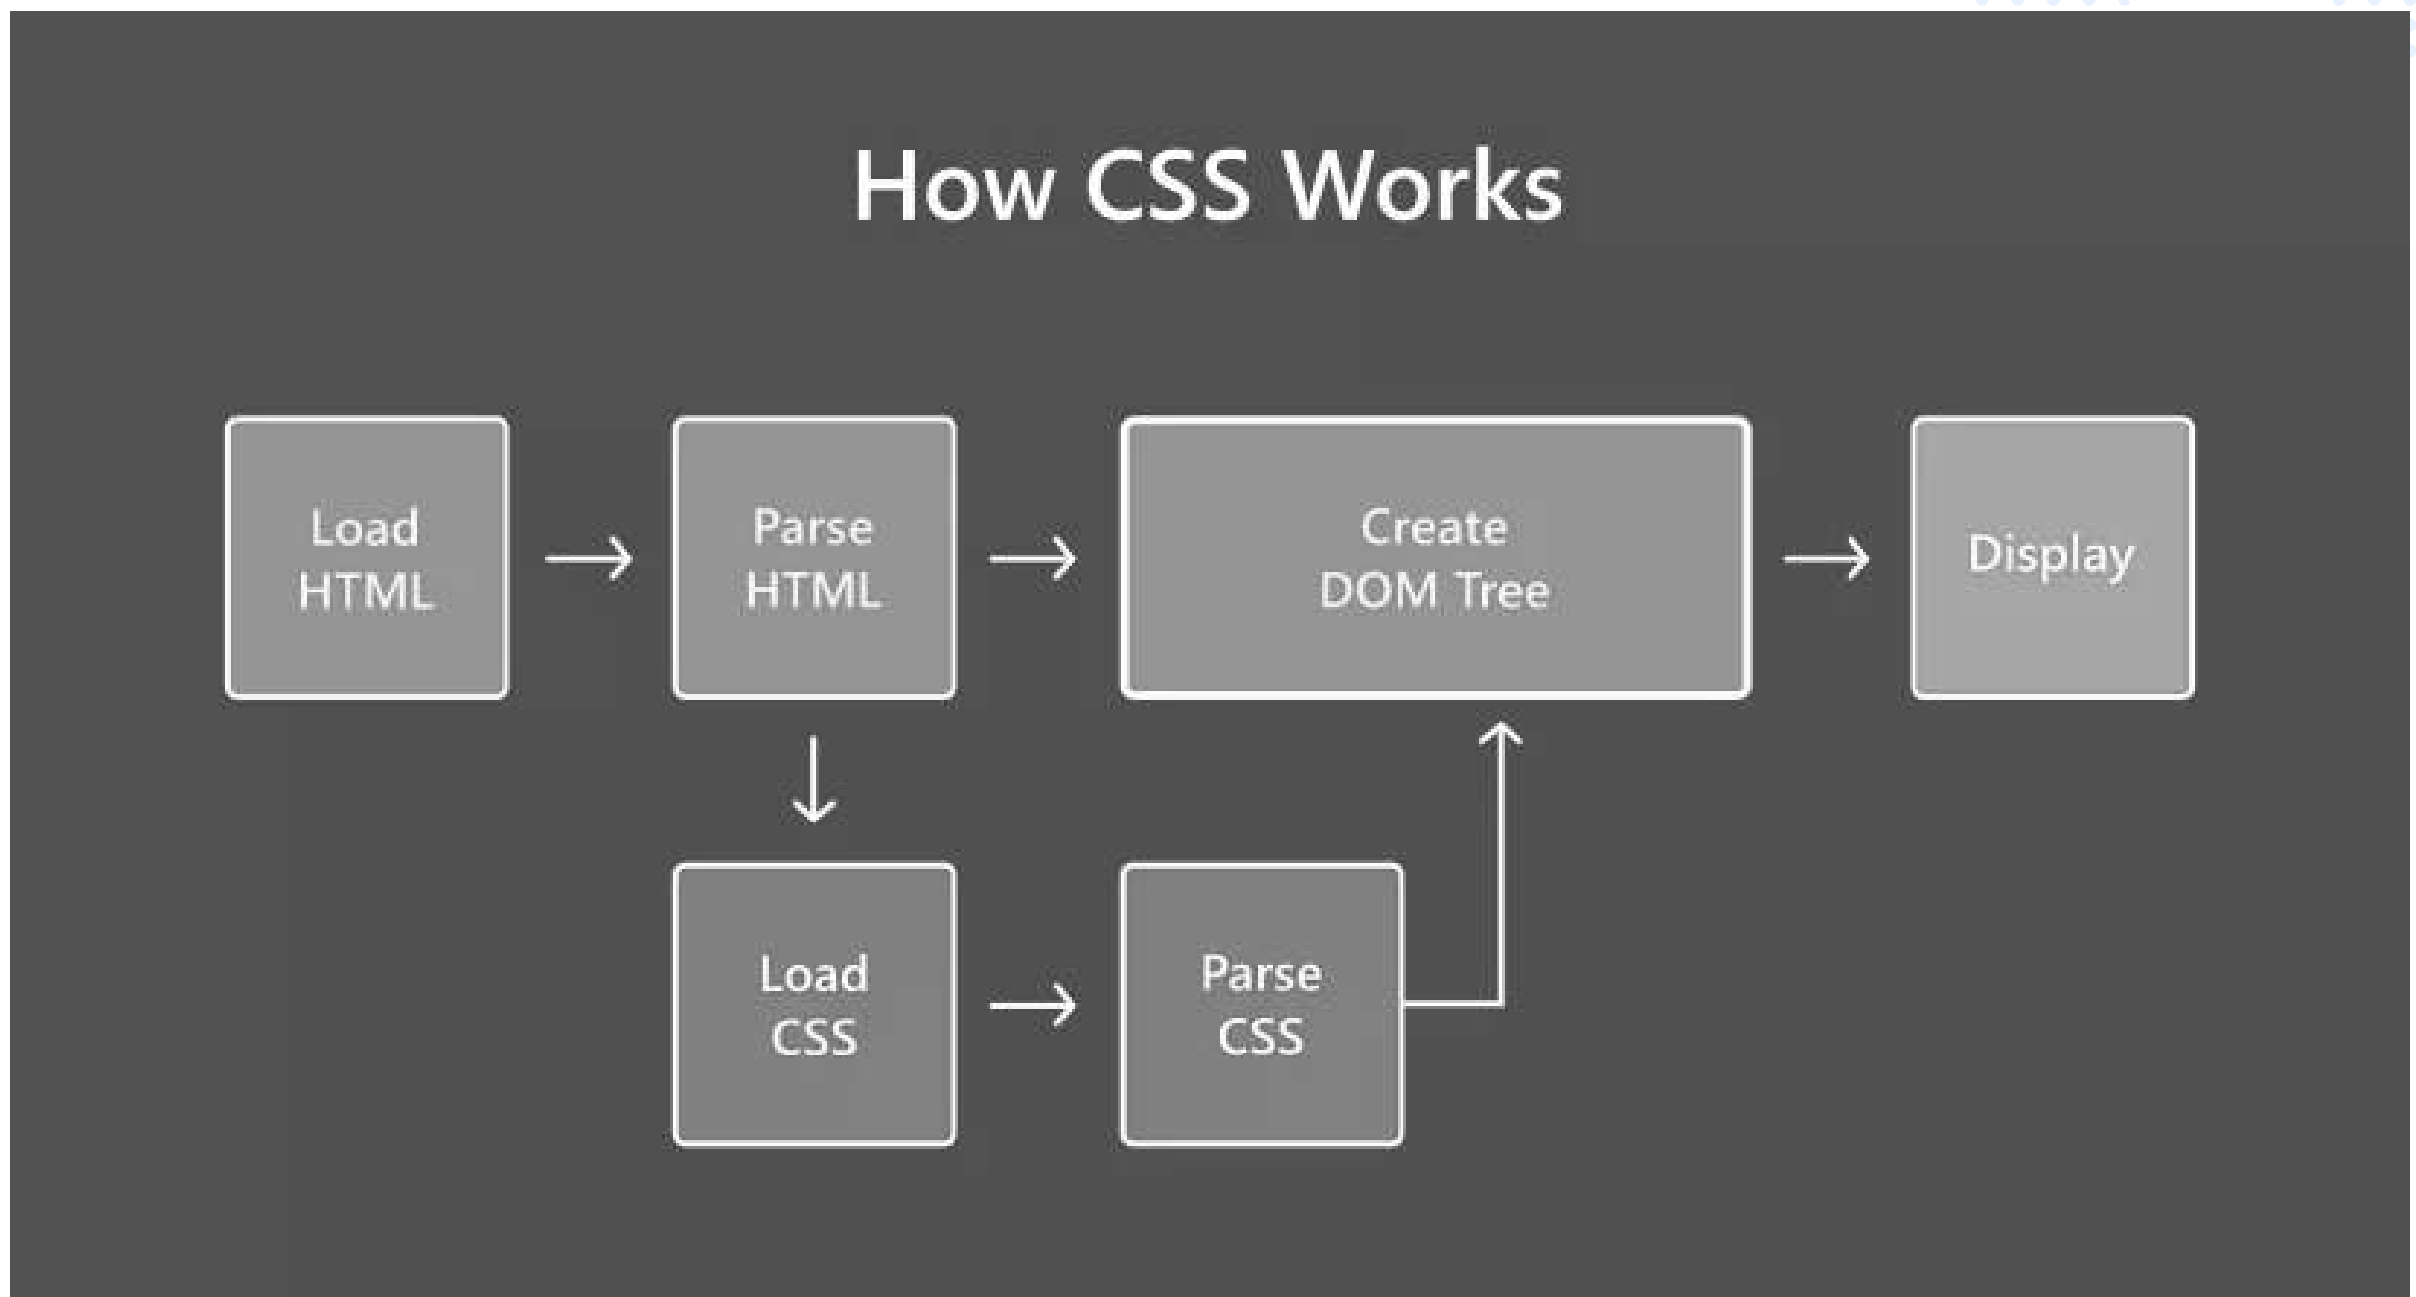 How CSS Works
Load
HTML
Parse
HTML
Create
DOM Tree
Display
Load
CSS
Parse
CSS